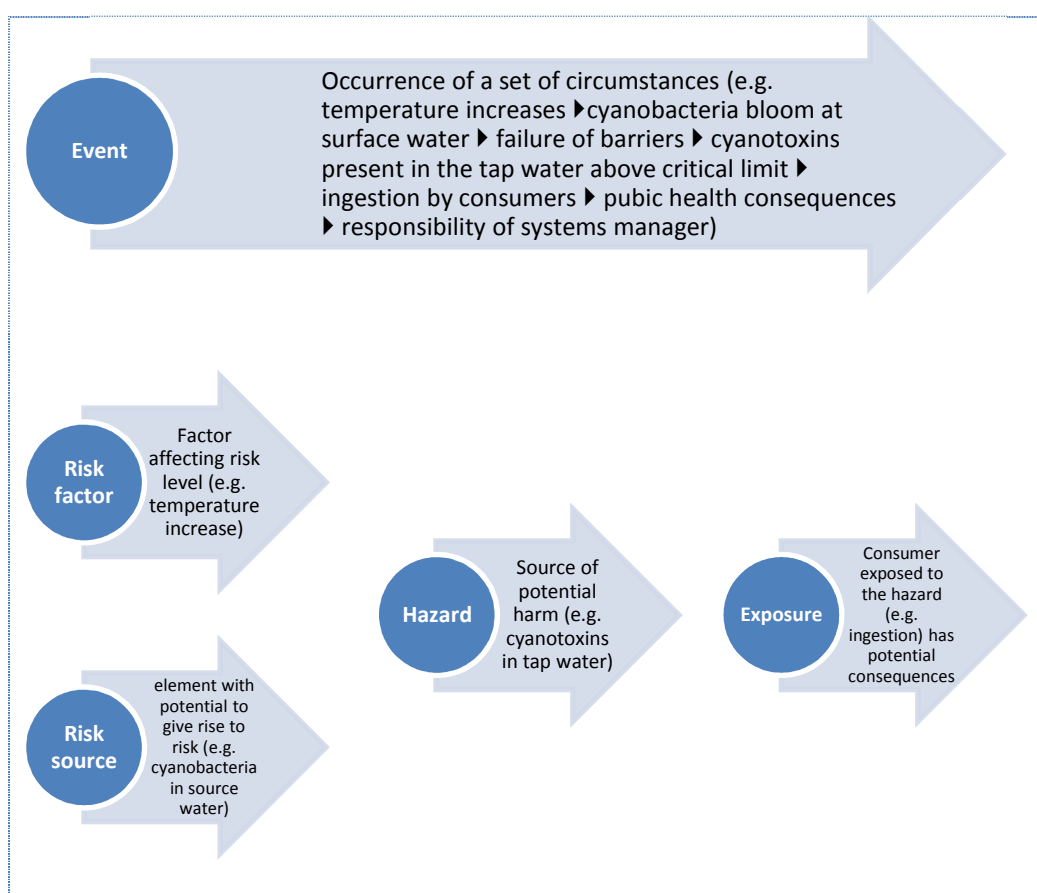 Event
Occurrence of a set of circumstances (e.g.
temperature increases ▶cyanobacteria bloom at
surface water ▶ failure of barriers ▶ cyanotoxins
present in the tap water above critical limit ▶
ingestion by consumers ▶ pubic health consequences
▶ responsibility of systems manager)
Risk
factor
Factor
affecting risk
level (e.g.
temperature
increase)
Risk
source
element with
potential to
give rise to
risk (e.g.
cyanobacteria
in source
water)
Hazard
Source of
potential
harm (e.g.
cyanotoxins
in tap water)
Exposure
Consumer
exposed to
the hazard
(e.g.
ingestion) has
potential
consequences